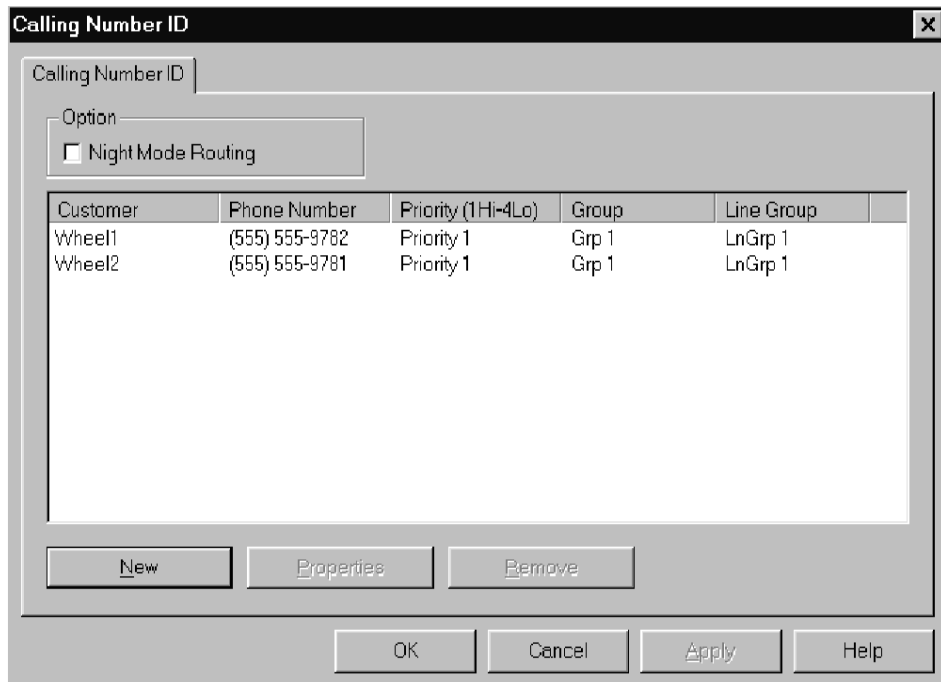 Calling Number ID
Calling Number ID
Option
Night Mode Routing
Customer Phone Number Priority (1Hi-4Lo) Group Line Group
Wheel1 (555) 555-9782 Priority 1 Grp 1 LnGrp 1
Wheel2 (555) 555-9781 Priority 1 Grp 1 LnGrp 1
New Properties Remove
OK Cancel Apply Help